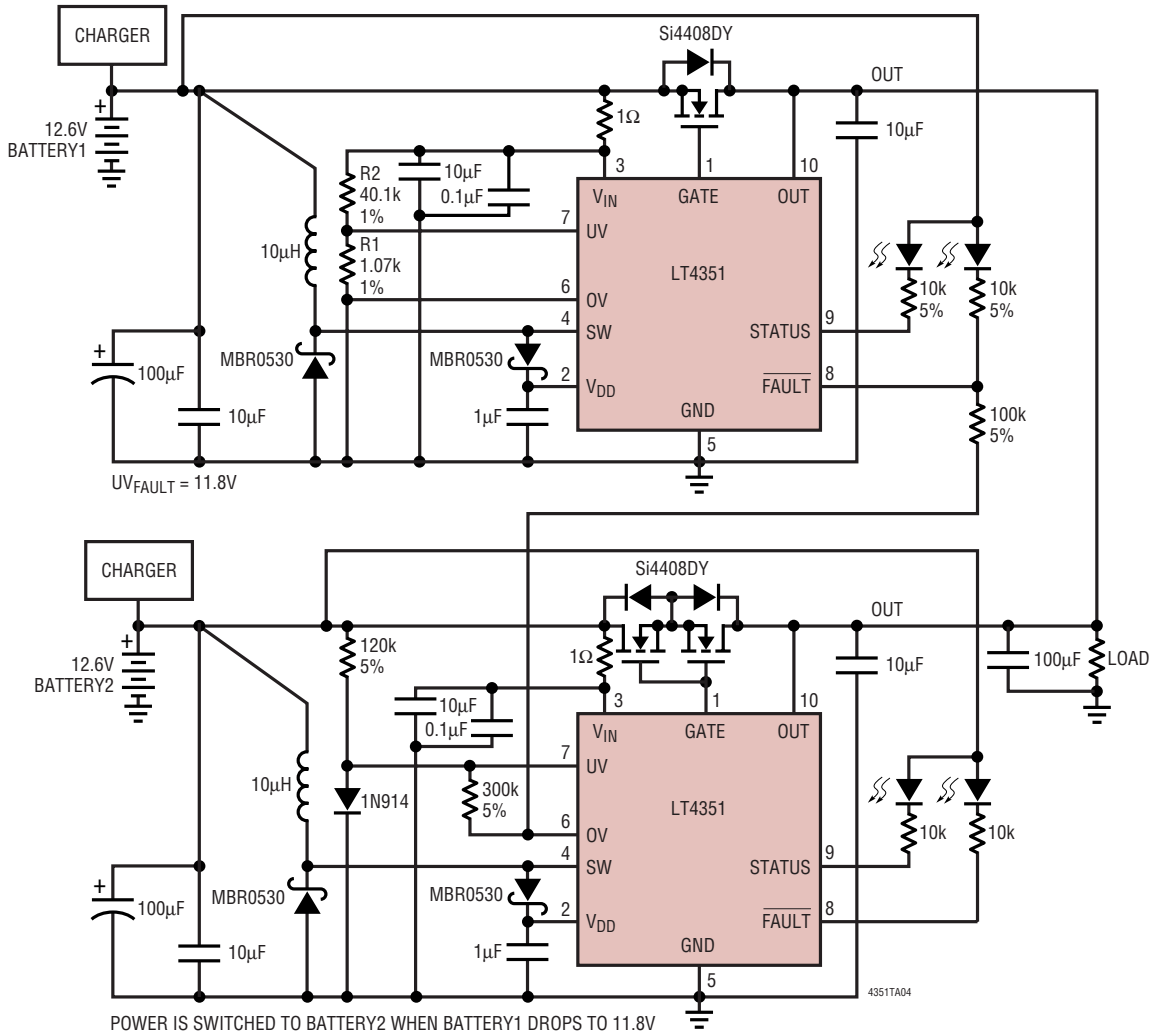 CHARGER
Si4408DY
OUT
12.6V
BATTERY1
+
1Ω
10µF
R2
40.1k
1%
10µF
0.1µF
3
1
10
VIN
GATE
OUT
7
UV
10µH
R1
1.07k
1%
LT4351
6
OV
10k
5%
10k
5%
4
SW
STATUS
9
+
100µF
MBR0530
MBR0530
2
VDD
FAULT
8
10µF
1µF
GND
5
100k
5%
UVFAULT = 11.8V
CHARGER
Si4408DY
OUT
12.6V
BATTERY2
+
120k
5%
1Ω
10µF
100µF
LOAD
10µF
0.1µF
3
1
10
VIN
GATE
OUT
7
UV
10µH
1N914
300k
5%
LT4351
6
OV
10k
10k
4
SW
STATUS
9
+
100µF
MBR0530
MBR0530
2
VDD
FAULT
8
10µF
1µF
GND
5
4351TA04
POWER IS SWITCHED TO BATTERY2 WHEN BATTERY1 DROPS TO 11.8V